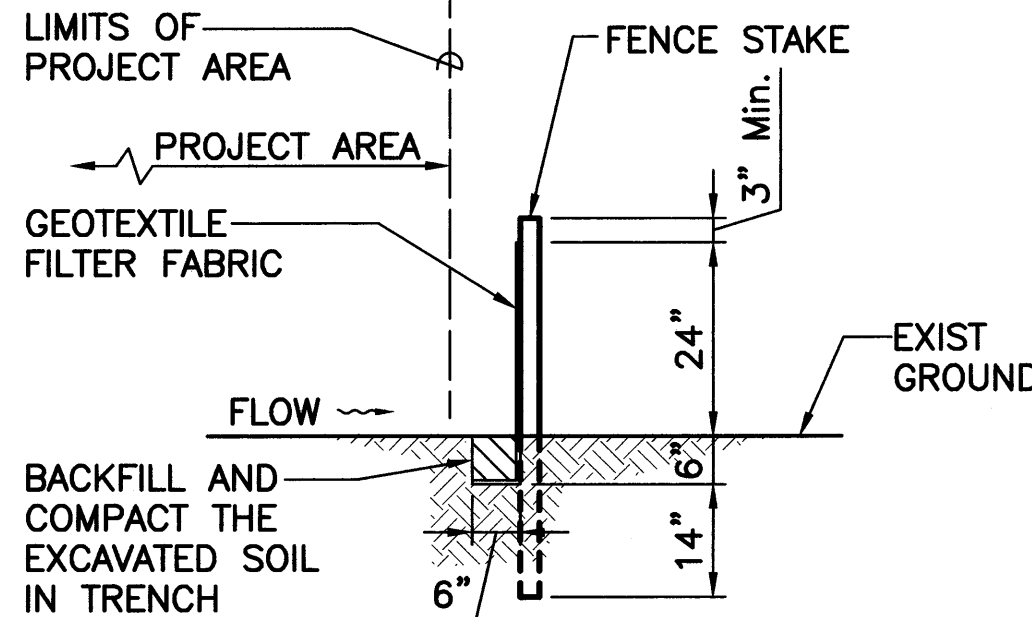 LIMITS OF
PROJECT AREA
FENCE STAKE
3" Min.
PROJECT AREA
GEOTEXTILE
FILTER FABRIC
24"
EXIST
GROUND
FLOW
6"
BACKFILL AND
COMPACT THE
EXCAVATED SOIL
IN TRENCH
14"
6"